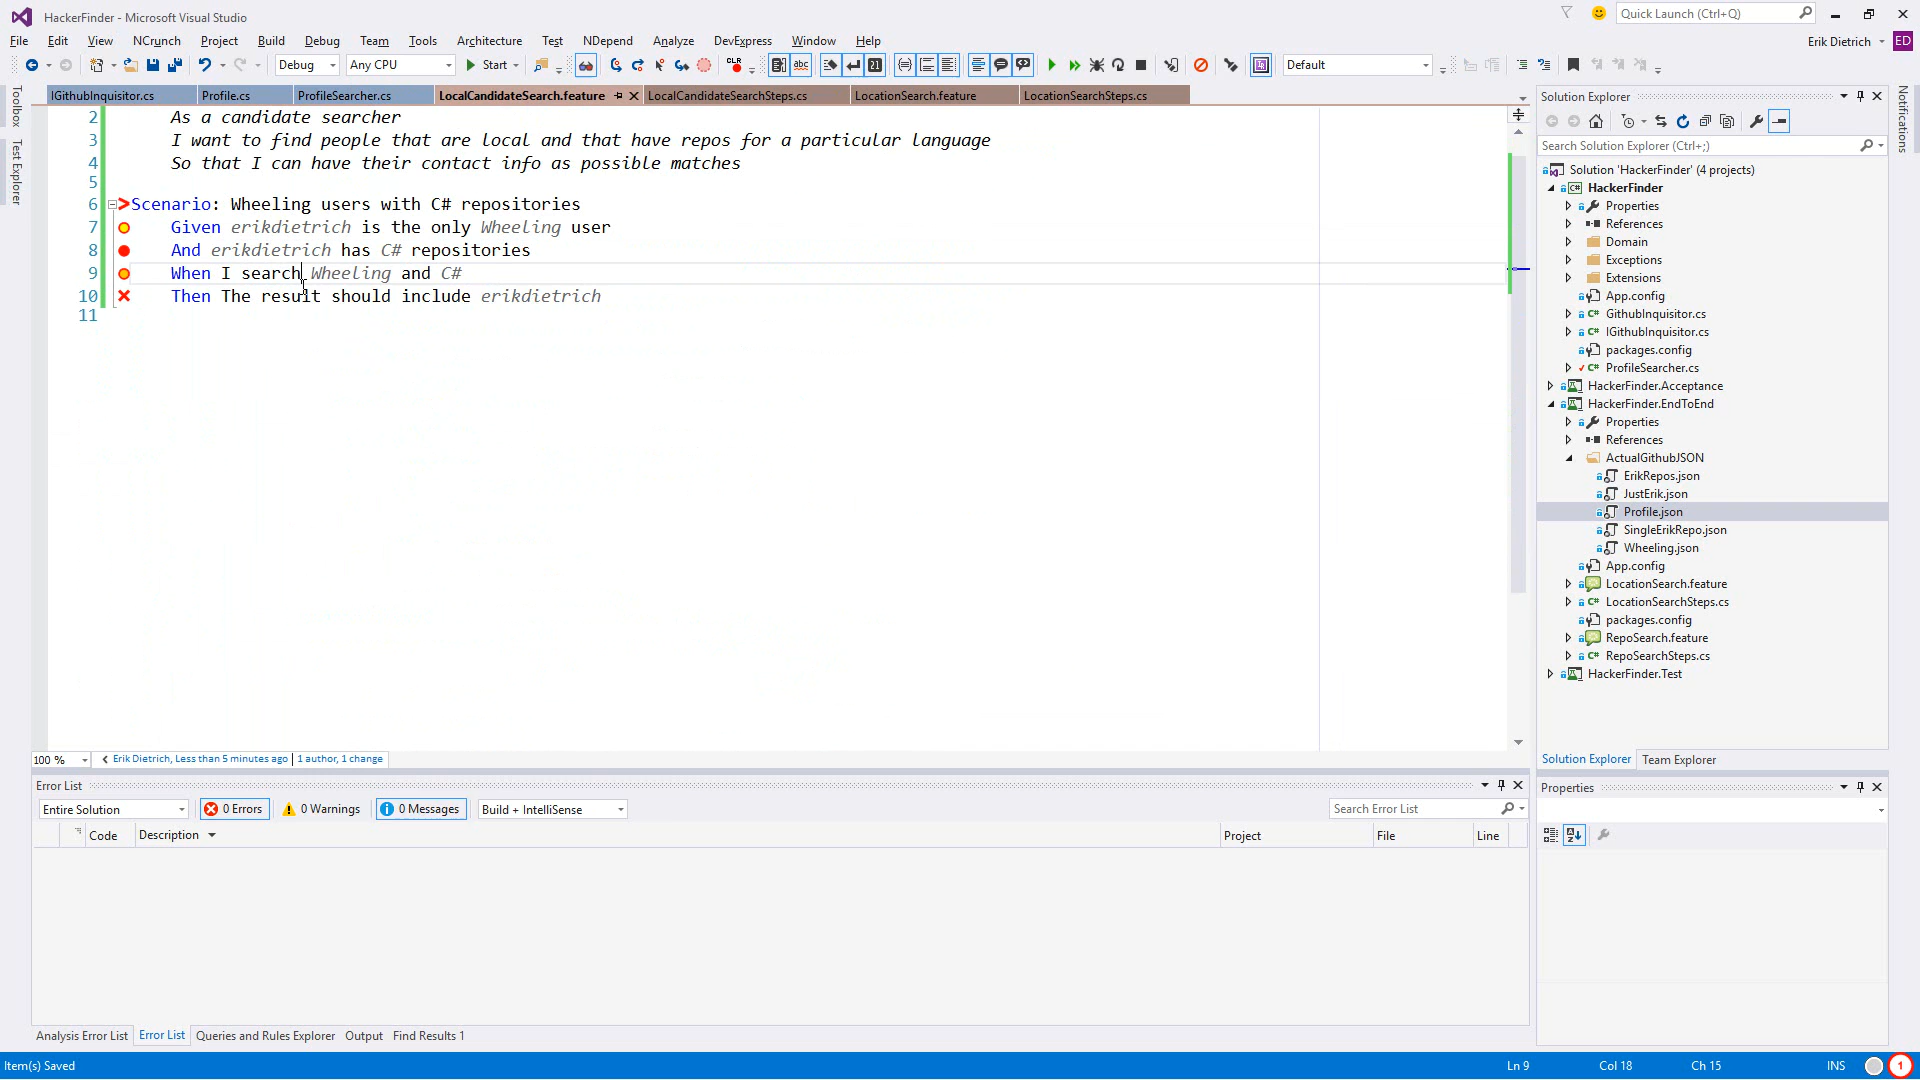 HackerFinder - Microsoft Visual Studio
Quick Launch (Ctrl+Q)
File Edit View NCrunch Project Build Debug Team Tools Architecture Test NDepend Analyze DevExpress Window Help
Erik Dietrich ED
Debug Any CPU Start CLR abc 21 Default
Toolbox
Test Explorer
IGithubInquisitor.cs Profile.cs ProfileSearcher.cs LocalCandidateSearch.feature LocalCandidateSearchSteps.cs LocationSearch.feature LocationSearchSteps.cs
2 As a candidate searcher
3 I want to find people that are local and that have repos for a particular language
4 So that I can have their contact info as possible matches
5
6 Scenario: Wheeling users with C# repositories
7 Given erikdietrich is the only Wheeling user
8 And erikdietrich has C# repositories
9 When I search Wheeling and C#
10 Then The result should include erikdietrich
11
100 % Erik Dietrich, Less than 5 minutes ago 1 author, 1 change
Error List
Entire Solution 0 Errors 0 Warnings 0 Messages Build + IntelliSense Search Error List
Code Description Project File Line
Analysis Error List Error List Queries and Rules Explorer Output Find Results 1
Solution Explorer
Search Solution Explorer (Ctrl+;)
Solution 'HackerFinder' (4 projects)
HackerFinder
Properties
References
Domain
Exceptions
Extensions
App.config
GithubInquisitor.cs
IGithubInquisitor.cs
packages.config
ProfileSearcher.cs
HackerFinder.Acceptance
HackerFinder.EndToEnd
Properties
References
ActualGithubJSON
ErikRepos.json
JustErik.json
Profile.json
SingleErikRepo.json
Wheeling.json
App.config
LocationSearch.feature
LocationSearchSteps.cs
packages.config
RepoSearch.feature
RepoSearchSteps.cs
HackerFinder.Test
Solution Explorer Team Explorer
Properties
Notifications
Item(s) Saved Ln 9 Col 18 Ch 15 INS 1